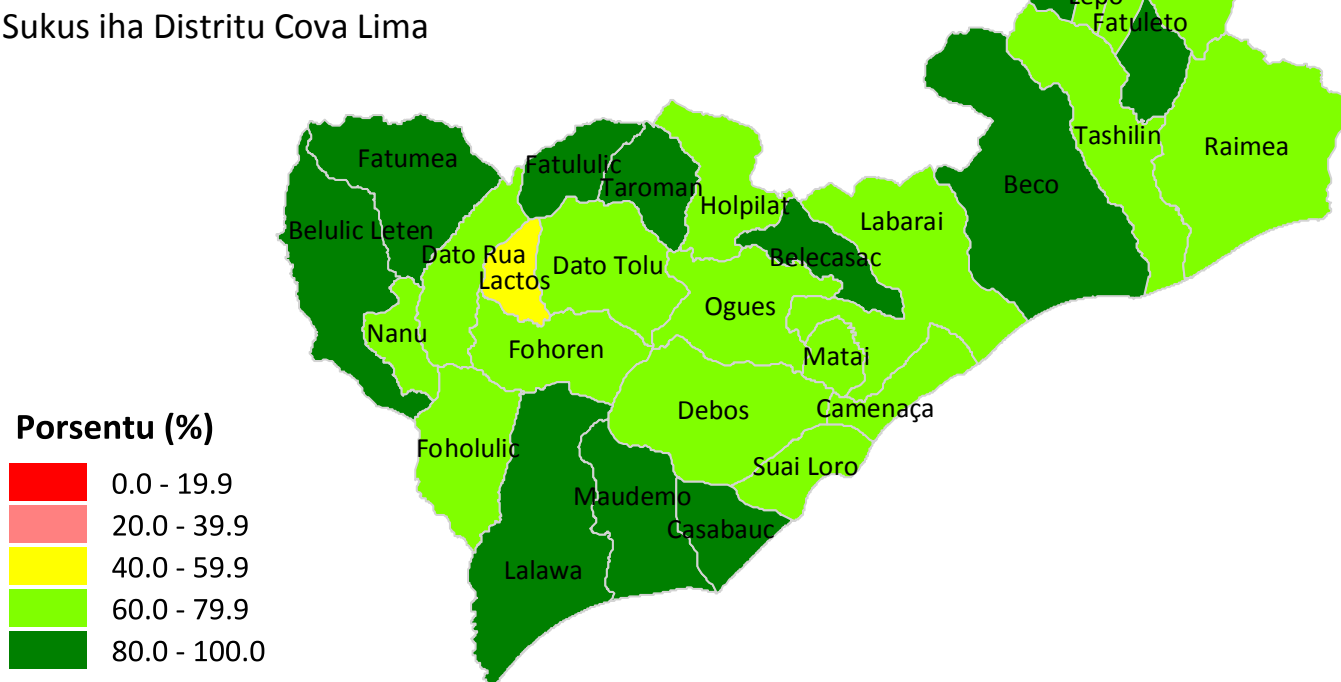 Sukus iha Distritu Cova Lima
Lepo
Fatuleto
Tashilin
Raimea
Fatumea
Fatululic
Taroman
Beco
Holpilat
Labarai
Belulic Leten
Dato Rua
Lactos
Dato Tolu
Belecasac
Ogues
Nanu
Fohoren
Matai
Debos
Camenaça
Foholulic
Suai Loro
Maudemo
Casabauc
Lalawa
Porsentu (%)
0.0 - 19.9
20.0 - 39.9
40.0 - 59.9
60.0 - 79.9
80.0 - 100.0